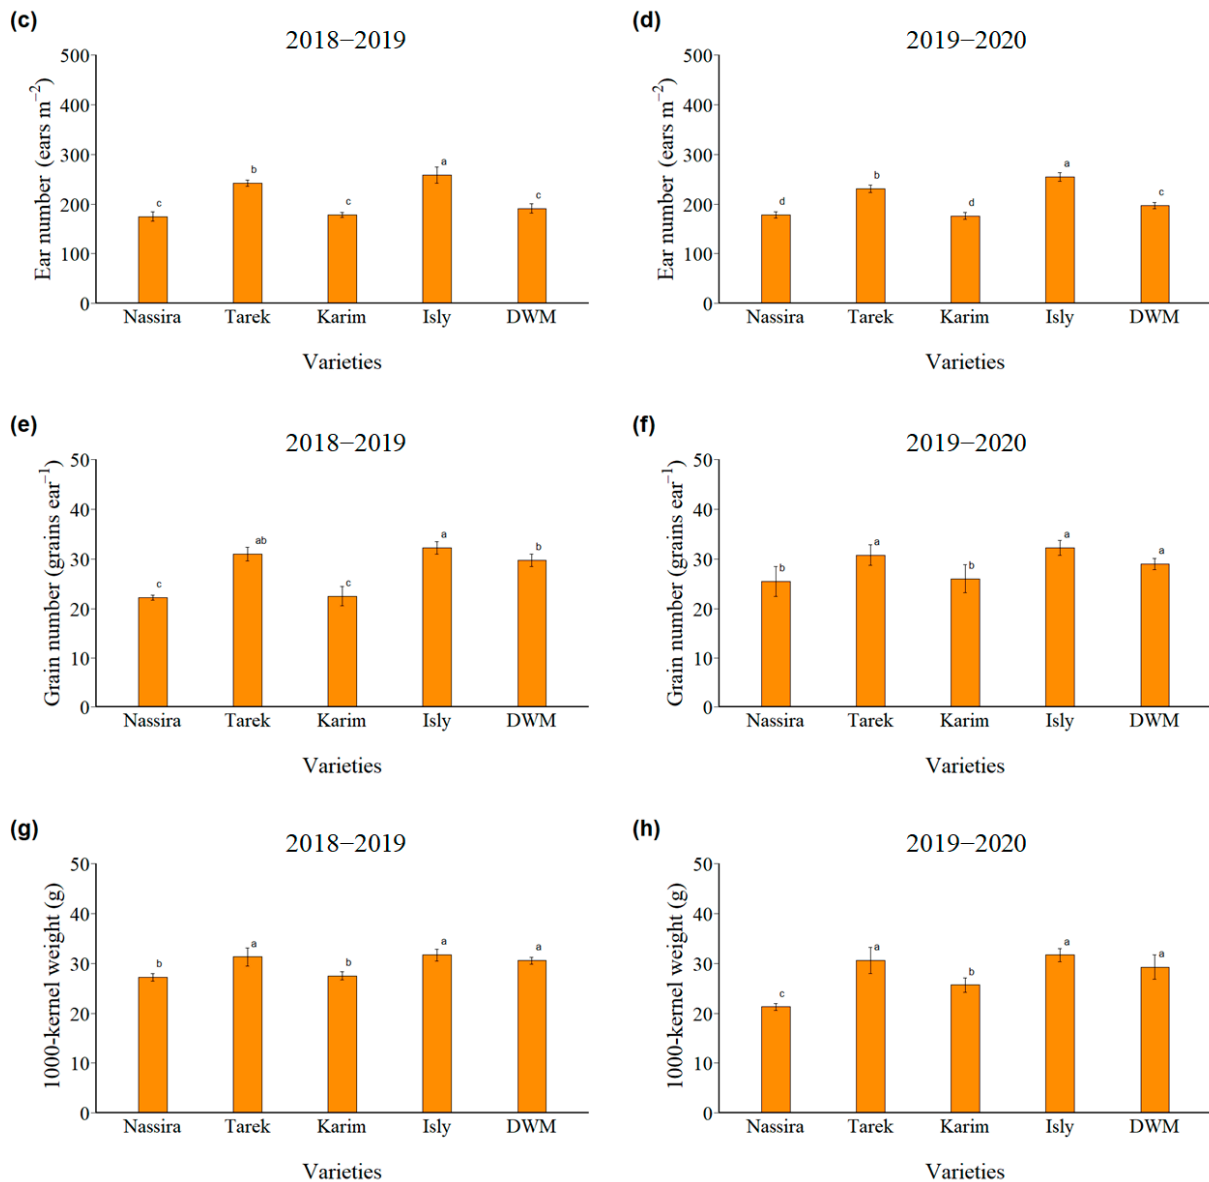 (c)
2018−2019
Ear number (ears m⁻²)
500
400
300
200
100
0
c
b
c
a
c
Nassira Tarek Karim Isly DWM
Varieties
(d)
2019−2020
Ear number (ears m⁻²)
500
400
300
200
100
0
d
b
d
a
c
Nassira Tarek Karim Isly DWM
Varieties
(e)
2018−2019
Grain number (grains ear⁻¹)
50
40
30
20
10
0
c
ab
c
a
b
Nassira Tarek Karim Isly DWM
Varieties
(f)
2019−2020
Grain number (grains ear⁻¹)
50
40
30
20
10
0
b
a
b
a
a
Nassira Tarek Karim Isly DWM
Varieties
(g)
2018−2019
1000-kernel weight (g)
50
40
30
20
10
0
b
a
b
a
a
Nassira Tarek Karim Isly DWM
Varieties
(h)
2019−2020
1000-kernel weight (g)
50
40
30
20
10
0
c
a
b
a
a
Nassira Tarek Karim Isly DWM
Varieties